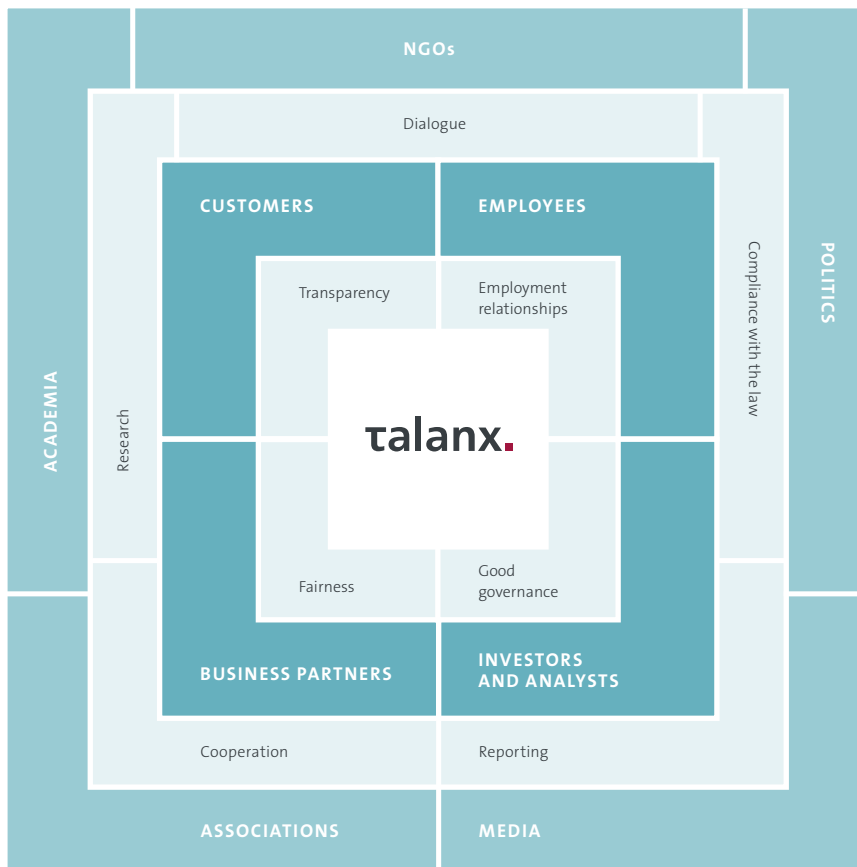 NGOs
Dialogue
CUSTOMERS
EMPLOYEES
Transparency
Employment
relationships
POLITICS
Compliance with the law
ACADEMIA
Research
talanx.
Fairness
Good
governance
BUSINESS PARTNERS
INVESTORS
AND ANALYSTS
Cooperation
Reporting
ASSOCIATIONS
MEDIA